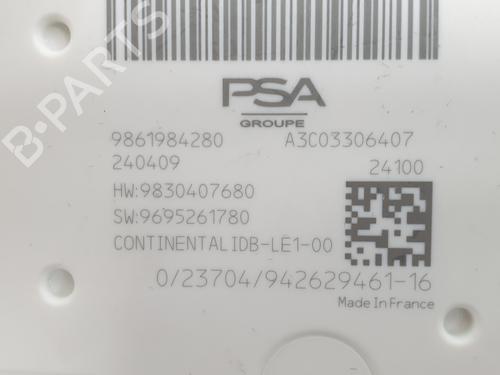 B-PARTS
PSA
GROUPE
9861984280 A3C03306407
240409 24100
HW:9830407680
SW:9695261780
CONTINENTAL IDB-LE1-00
0/23704/942629461-16
Made In France